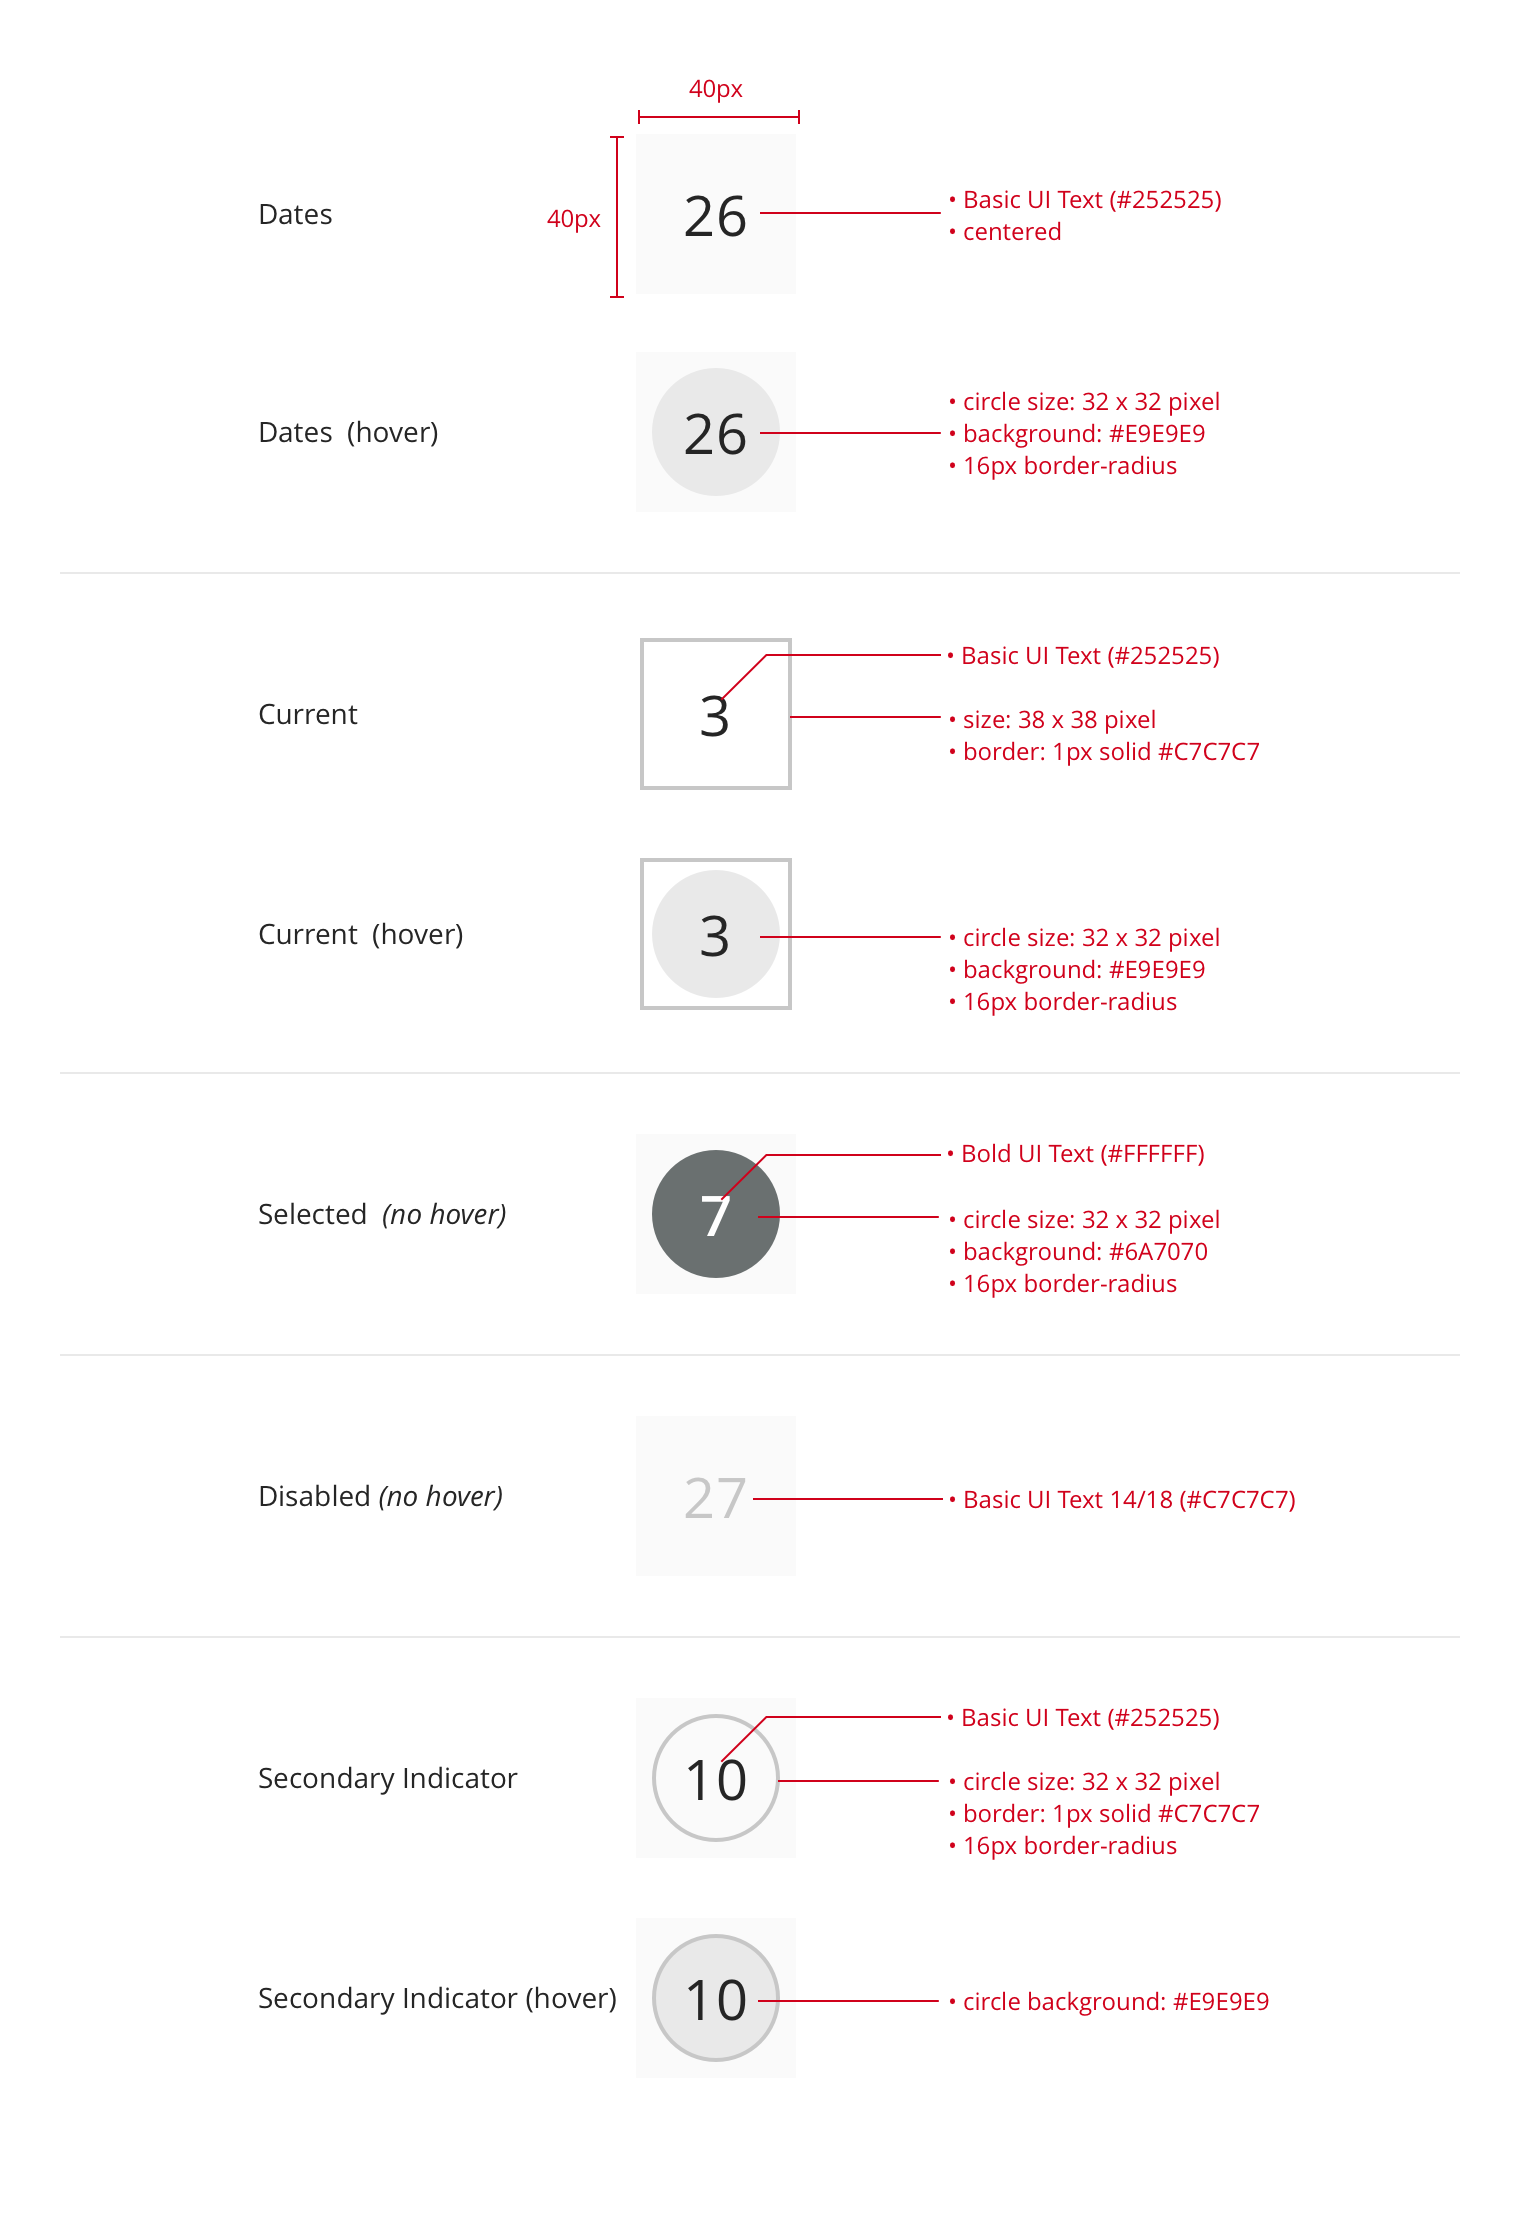 40px
40px
Dates
26
• Basic UI Text (#252525)
• centered
Dates (hover)
26
• circle size: 32 x 32 pixel
• background: #E9E9E9
• 16px border-radius
Current
3
• Basic UI Text (#252525)
• size: 38 x 38 pixel
• border: 1px solid #C7C7C7
Current (hover)
3
• circle size: 32 x 32 pixel
• background: #E9E9E9
• 16px border-radius
Selected (no hover)
7
• Bold UI Text (#FFFFFF)
• circle size: 32 x 32 pixel
• background: #6A7070
• 16px border-radius
Disabled (no hover)
27
• Basic UI Text 14/18 (#C7C7C7)
Secondary Indicator
10
• Basic UI Text (#252525)
• circle size: 32 x 32 pixel
• border: 1px solid #C7C7C7
• 16px border-radius
Secondary Indicator (hover)
10
• circle background: #E9E9E9